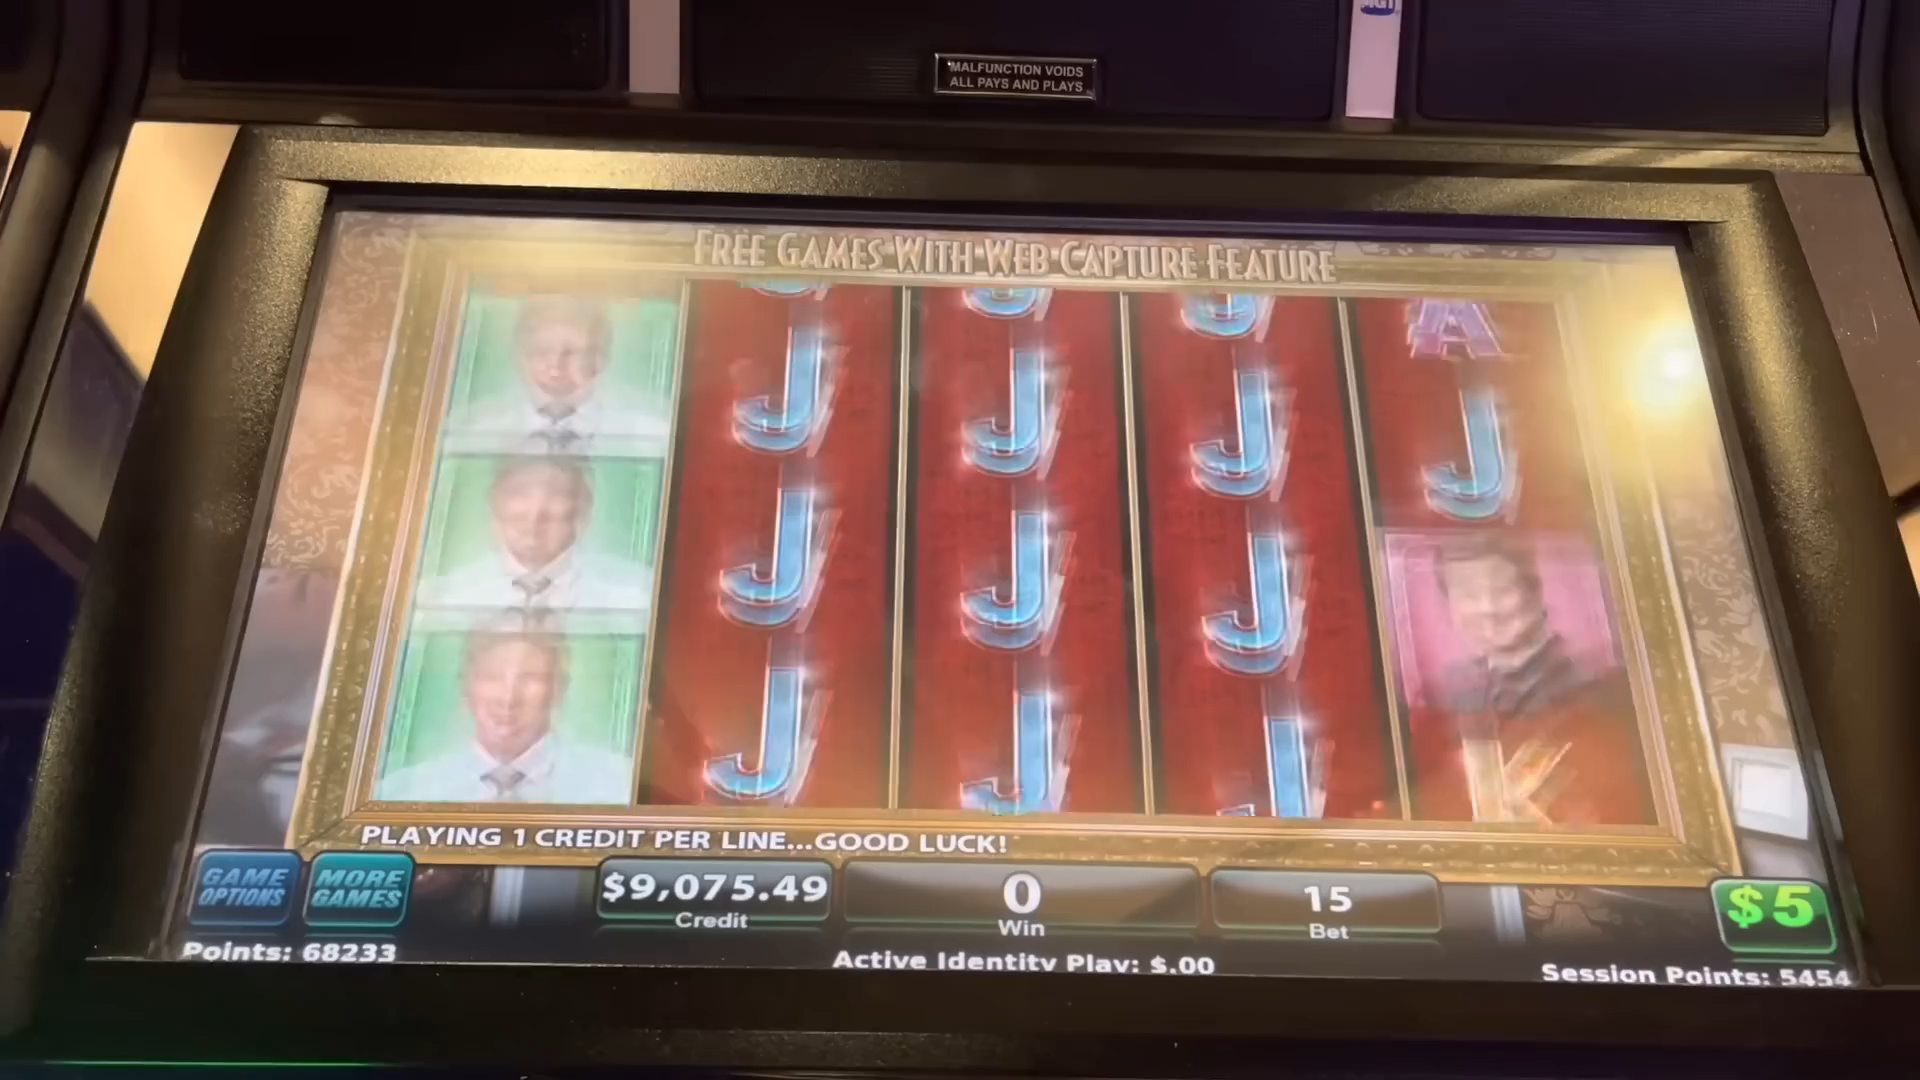 MGT
MALFUNCTION VOIDS
ALL PAYS AND PLAYS
FREE GAMES WITH WEB CAPTURE FEATURE
A
J J J J
J J J
J J J
K
PLAYING 1 CREDIT PER LINE...GOOD LUCK!
GAME OPTIONS
MORE GAMES
$9,075.49
Credit
0
Win
15
Bet
$5
Points: 68233
Active Identity Play: $.00
Session Points: 5454